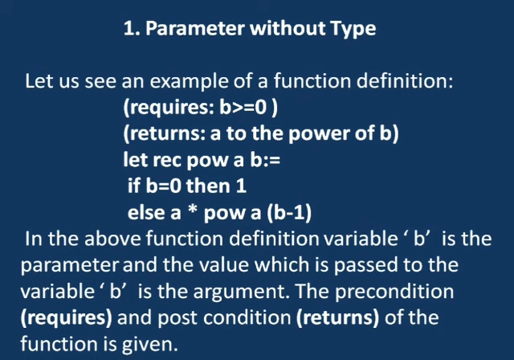 1. Parameter without Type
Let us see an example of a function definition:
(requires: b>=0 )
(returns: a to the power of b)
let rec pow a b:=
if b=0 then 1
else a * pow a (b-1)
In the above function definition variable ‘ b’ is the
parameter and the value which is passed to the
variable ‘ b’ is the argument. The precondition
(requires) and post condition (returns) of the
function is given.